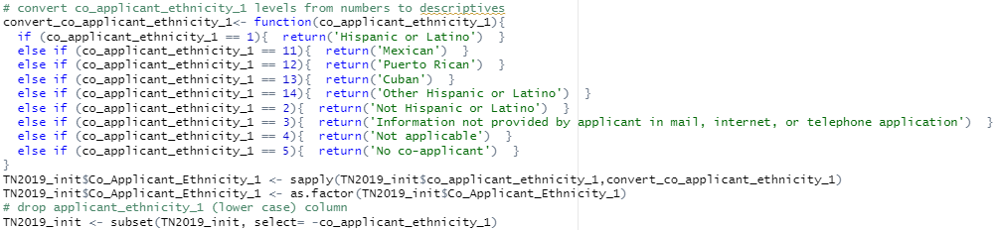 # convert co_applicant_ethnicity_1 levels from numbers to descriptives
convert_co_applicant_ethnicity_1<- function(co_applicant_ethnicity_1){
  if (co_applicant_ethnicity_1 == 1){  return('Hispanic or Latino')  }
  else if (co_applicant_ethnicity_1 == 11){  return('Mexican')  }
  else if (co_applicant_ethnicity_1 == 12){  return('Puerto Rican')  }
  else if (co_applicant_ethnicity_1 == 13){  return('Cuban')  }
  else if (co_applicant_ethnicity_1 == 14){  return('Other Hispanic or Latino')  }
  else if (co_applicant_ethnicity_1 == 2){  return('Not Hispanic or Latino')  }
  else if (co_applicant_ethnicity_1 == 3){  return('Information not provided by applicant in mail, internet, or telephone application')  }
  else if (co_applicant_ethnicity_1 == 4){  return('Not applicable')  }
  else if (co_applicant_ethnicity_1 == 5){  return('No co-applicant')  }
}
TN2019_init$Co_Applicant_Ethnicity_1 <- sapply(TN2019_init$co_applicant_ethnicity_1,convert_co_applicant_ethnicity_1)
TN2019_init$Co_Applicant_Ethnicity_1 <- as.factor(TN2019_init$Co_Applicant_Ethnicity_1)
# drop applicant_ethnicity_1 (lower case) column
TN2019_init <- subset(TN2019_init, select= -co_applicant_ethnicity_1)